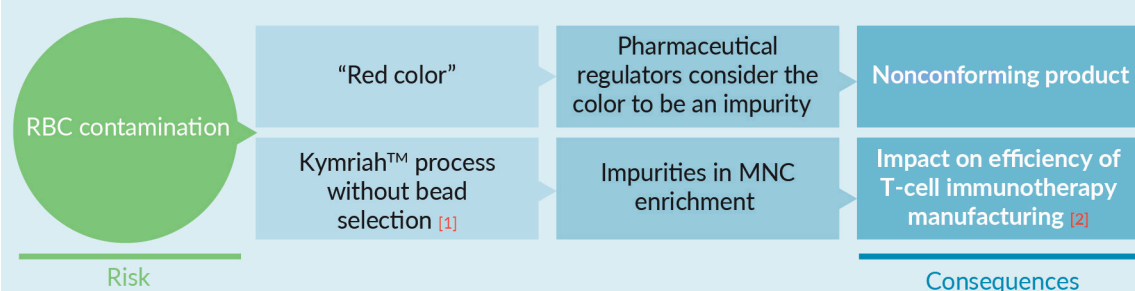 RBC contamination
“Red color”
Pharmaceutical
regulators consider the
color to be an impurity
Nonconforming product
Kymriah™ process
without bead
selection [1]
Impurities in MNC
enrichment
Impact on efficiency of
T-cell immunotherapy
manufacturing [2]
Risk
Consequences